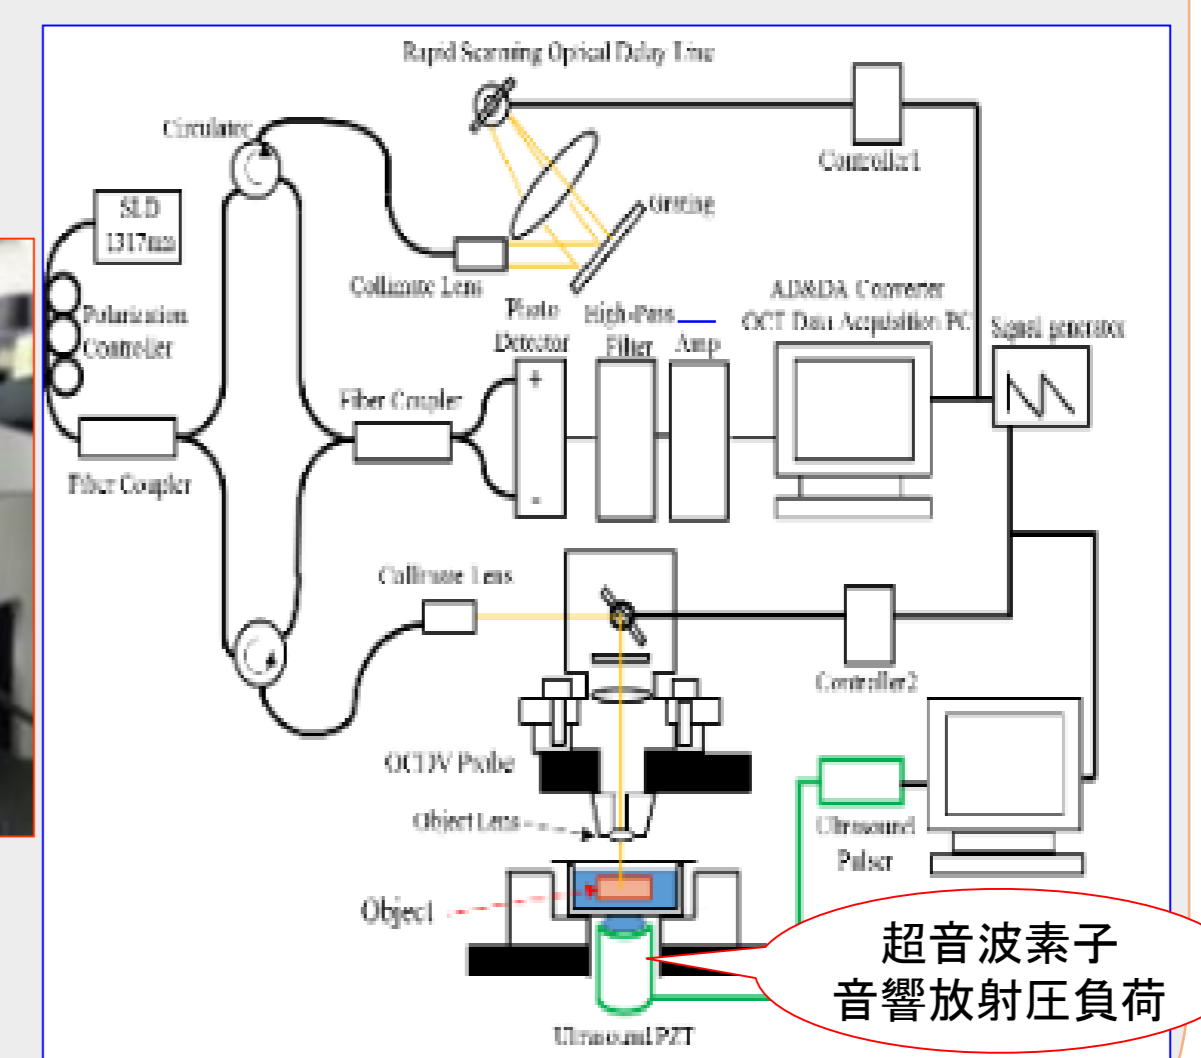 Rapid Scanning Optical Delay Line
Circulator
Controller1
SLD
1317nm
Grating
Collimate Lens
Polarization
Controller
Photo
Detector
High-Pass
Filter
Amp
AD&DA Converter
OCT Data Acquisition PC
Signal generator
Fiber Coupler
+
-
Fiber Coupler
Collimate Lens
Controller2
OCDV Probe
Object Lens
Ultrasound
Pulser
Object
超音波素子
音響放射圧負荷
Ultrasound PZT